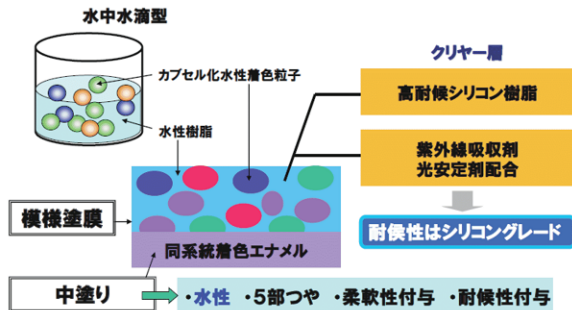 水中水滴型
カプセル化水性着色粒子
水性樹脂
クリヤー層
高耐候シリコン樹脂
紫外線吸収剤
光安定剤配合
耐侯性はシリコングレード
模様塗膜
同系統着色エナメル
中塗り
・水性 ・5部つや ・柔軟性付与 ・耐候性付与